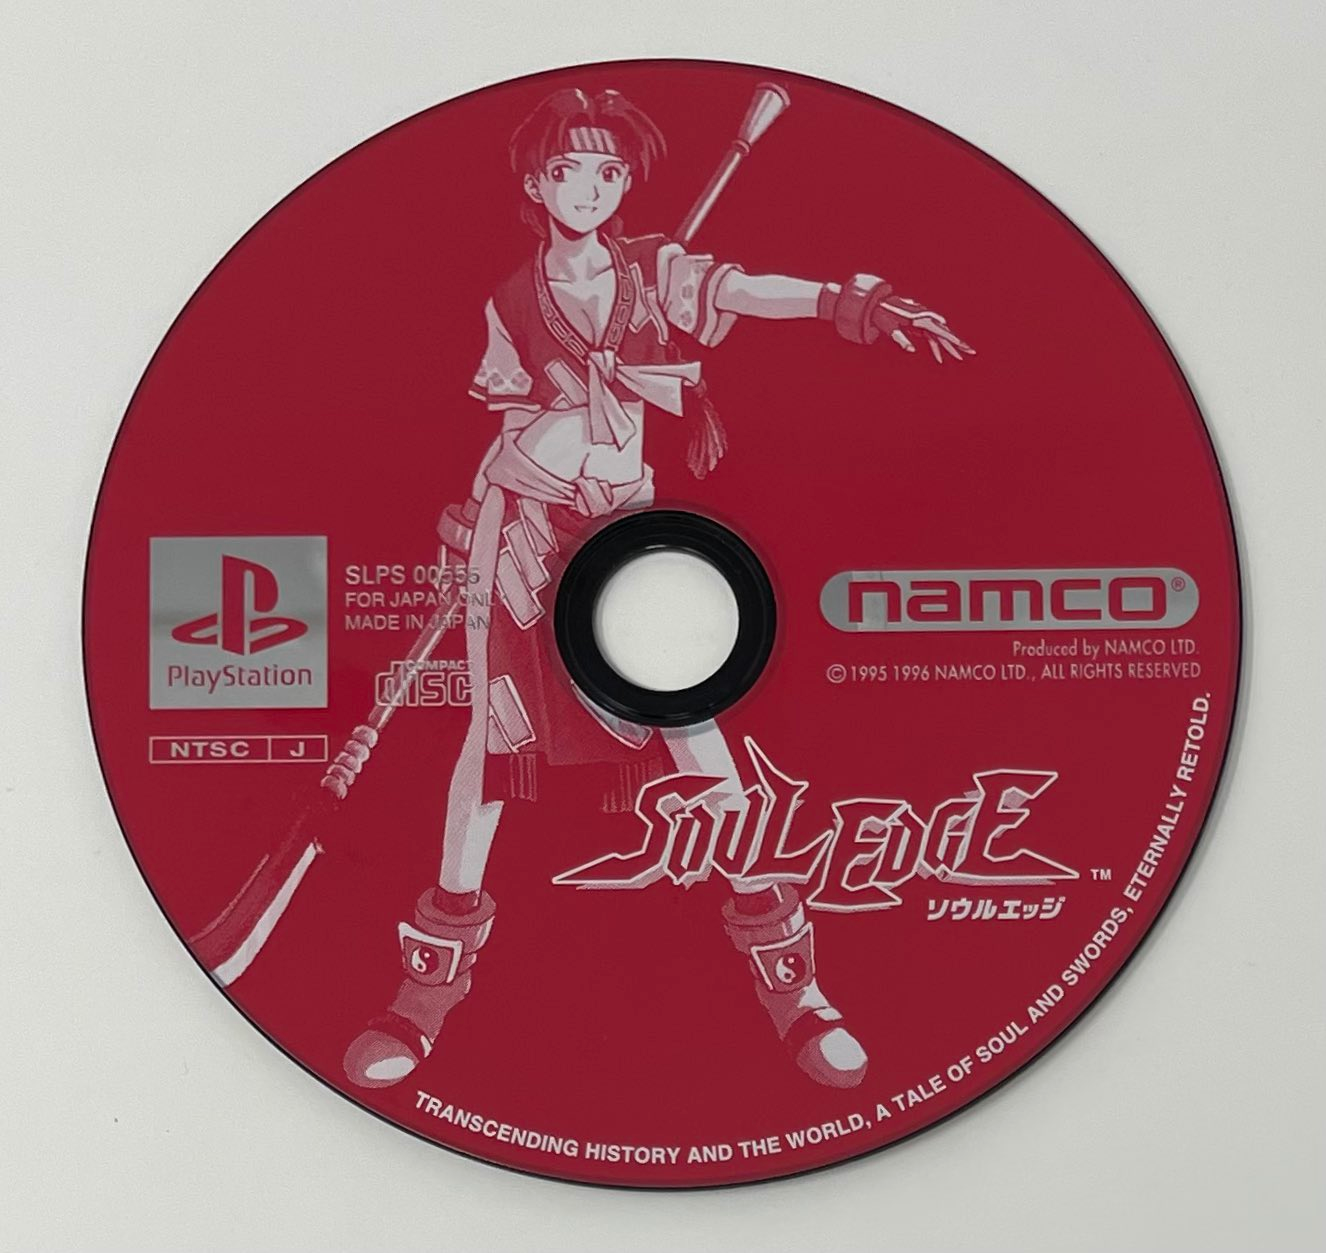 PlayStation
NTSC J
SLPS 00555
FOR JAPAN ONLY
MADE IN JAPAN
COMPACT
disc
namco®
Produced by NAMCO LTD.
©1995 1996 NAMCO LTD., ALL RIGHTS RESERVED
SOUL EDGE™
ソウルエッジ
TRANSCENDING HISTORY AND THE WORLD, A TALE OF SOUL AND SWORDS, ETERNALLY RETOLD.